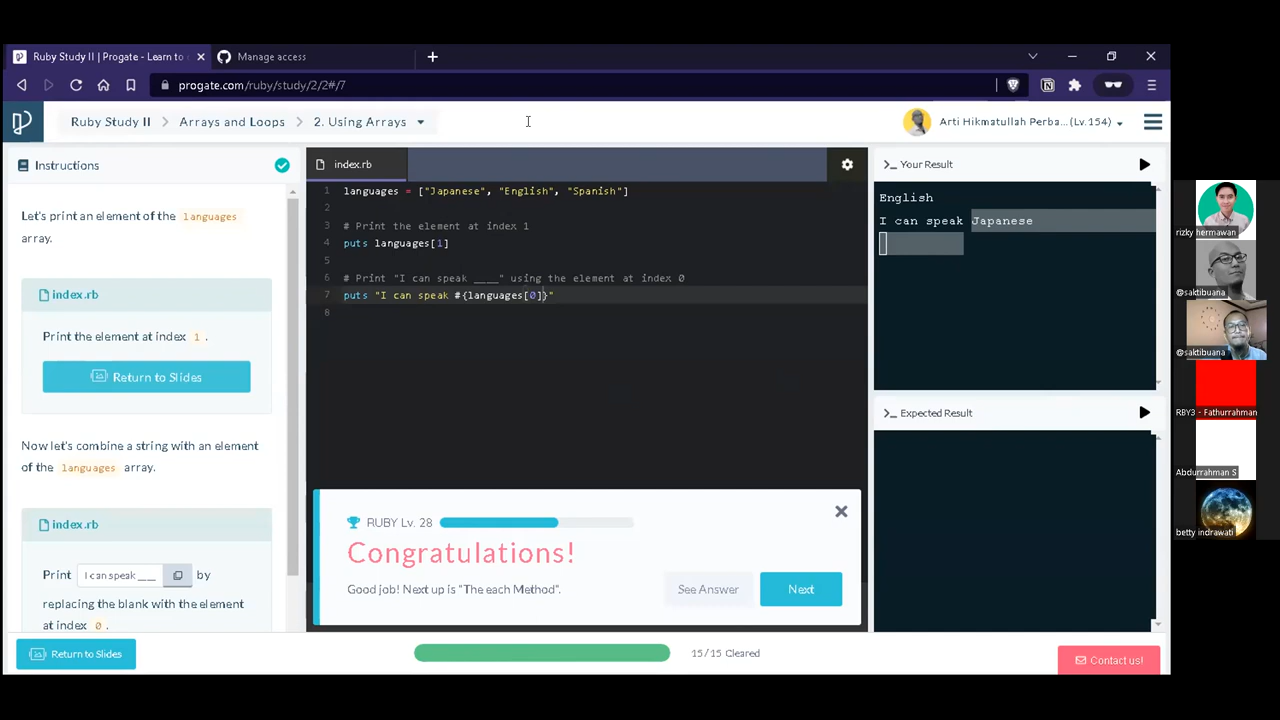 Ruby Study II | Progate - Learn to
Manage access
progate.com/ruby/study/2/2#/7
Ruby Study II > Arrays and Loops > 2. Using Arrays
Arti Hikmatullah Perba...(Lv.154)
Instructions
Let's print an element of the languages
array.
index.rb
Print the element at index 1 .
Return to Slides
Now let's combine a string with an element
of the languages array.
index.rb
Print I can speak ___ by
replacing the blank with the element
at index 0.
Return to Slides
index.rb
1 languages = ["Japanese", "English", "Spanish"]
2
3 # Print the element at index 1
4 puts languages[1]
5
6 # Print "I can speak ____" using the element at index 0
7 puts "I can speak #{languages[0]}"
8
RUBY Lv. 28
Congratulations!
Good job! Next up is "The each Method".
See Answer
Next
15/15 Cleared
>_ Your Result
English
I can speak Japanese
>_ Expected Result
Contact us!
rizky hermawan
@saktibuana
@saktibuana
RBY3 - Fathurrahman
Abdurrahman S
betty indrawati